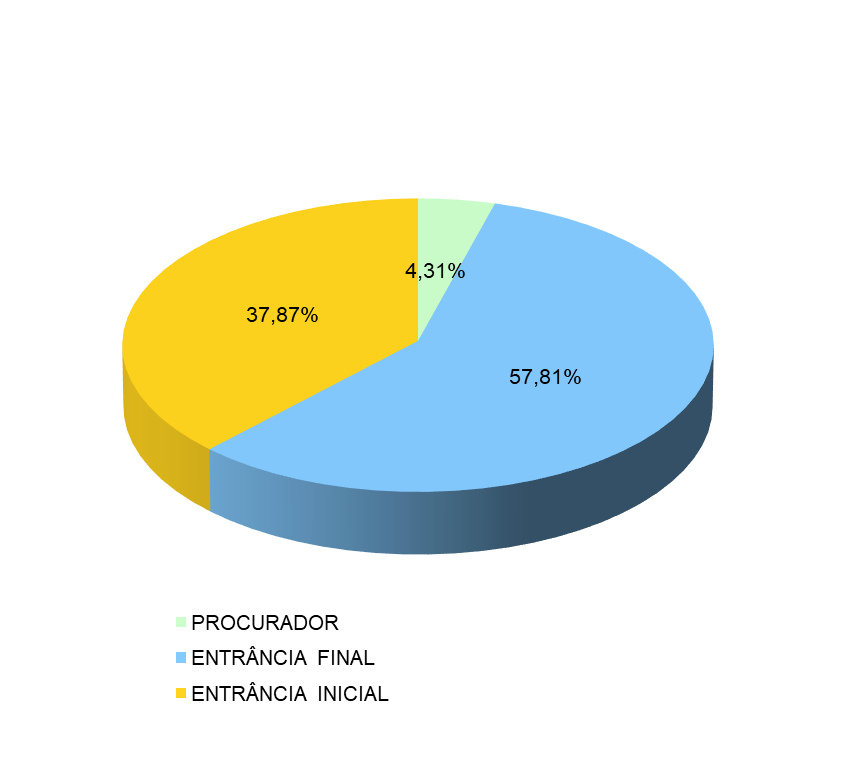 4,31%
37,87%
57,81%
PROCURADOR
ENTRÂNCIA FINAL
ENTRÂNCIA INICIAL